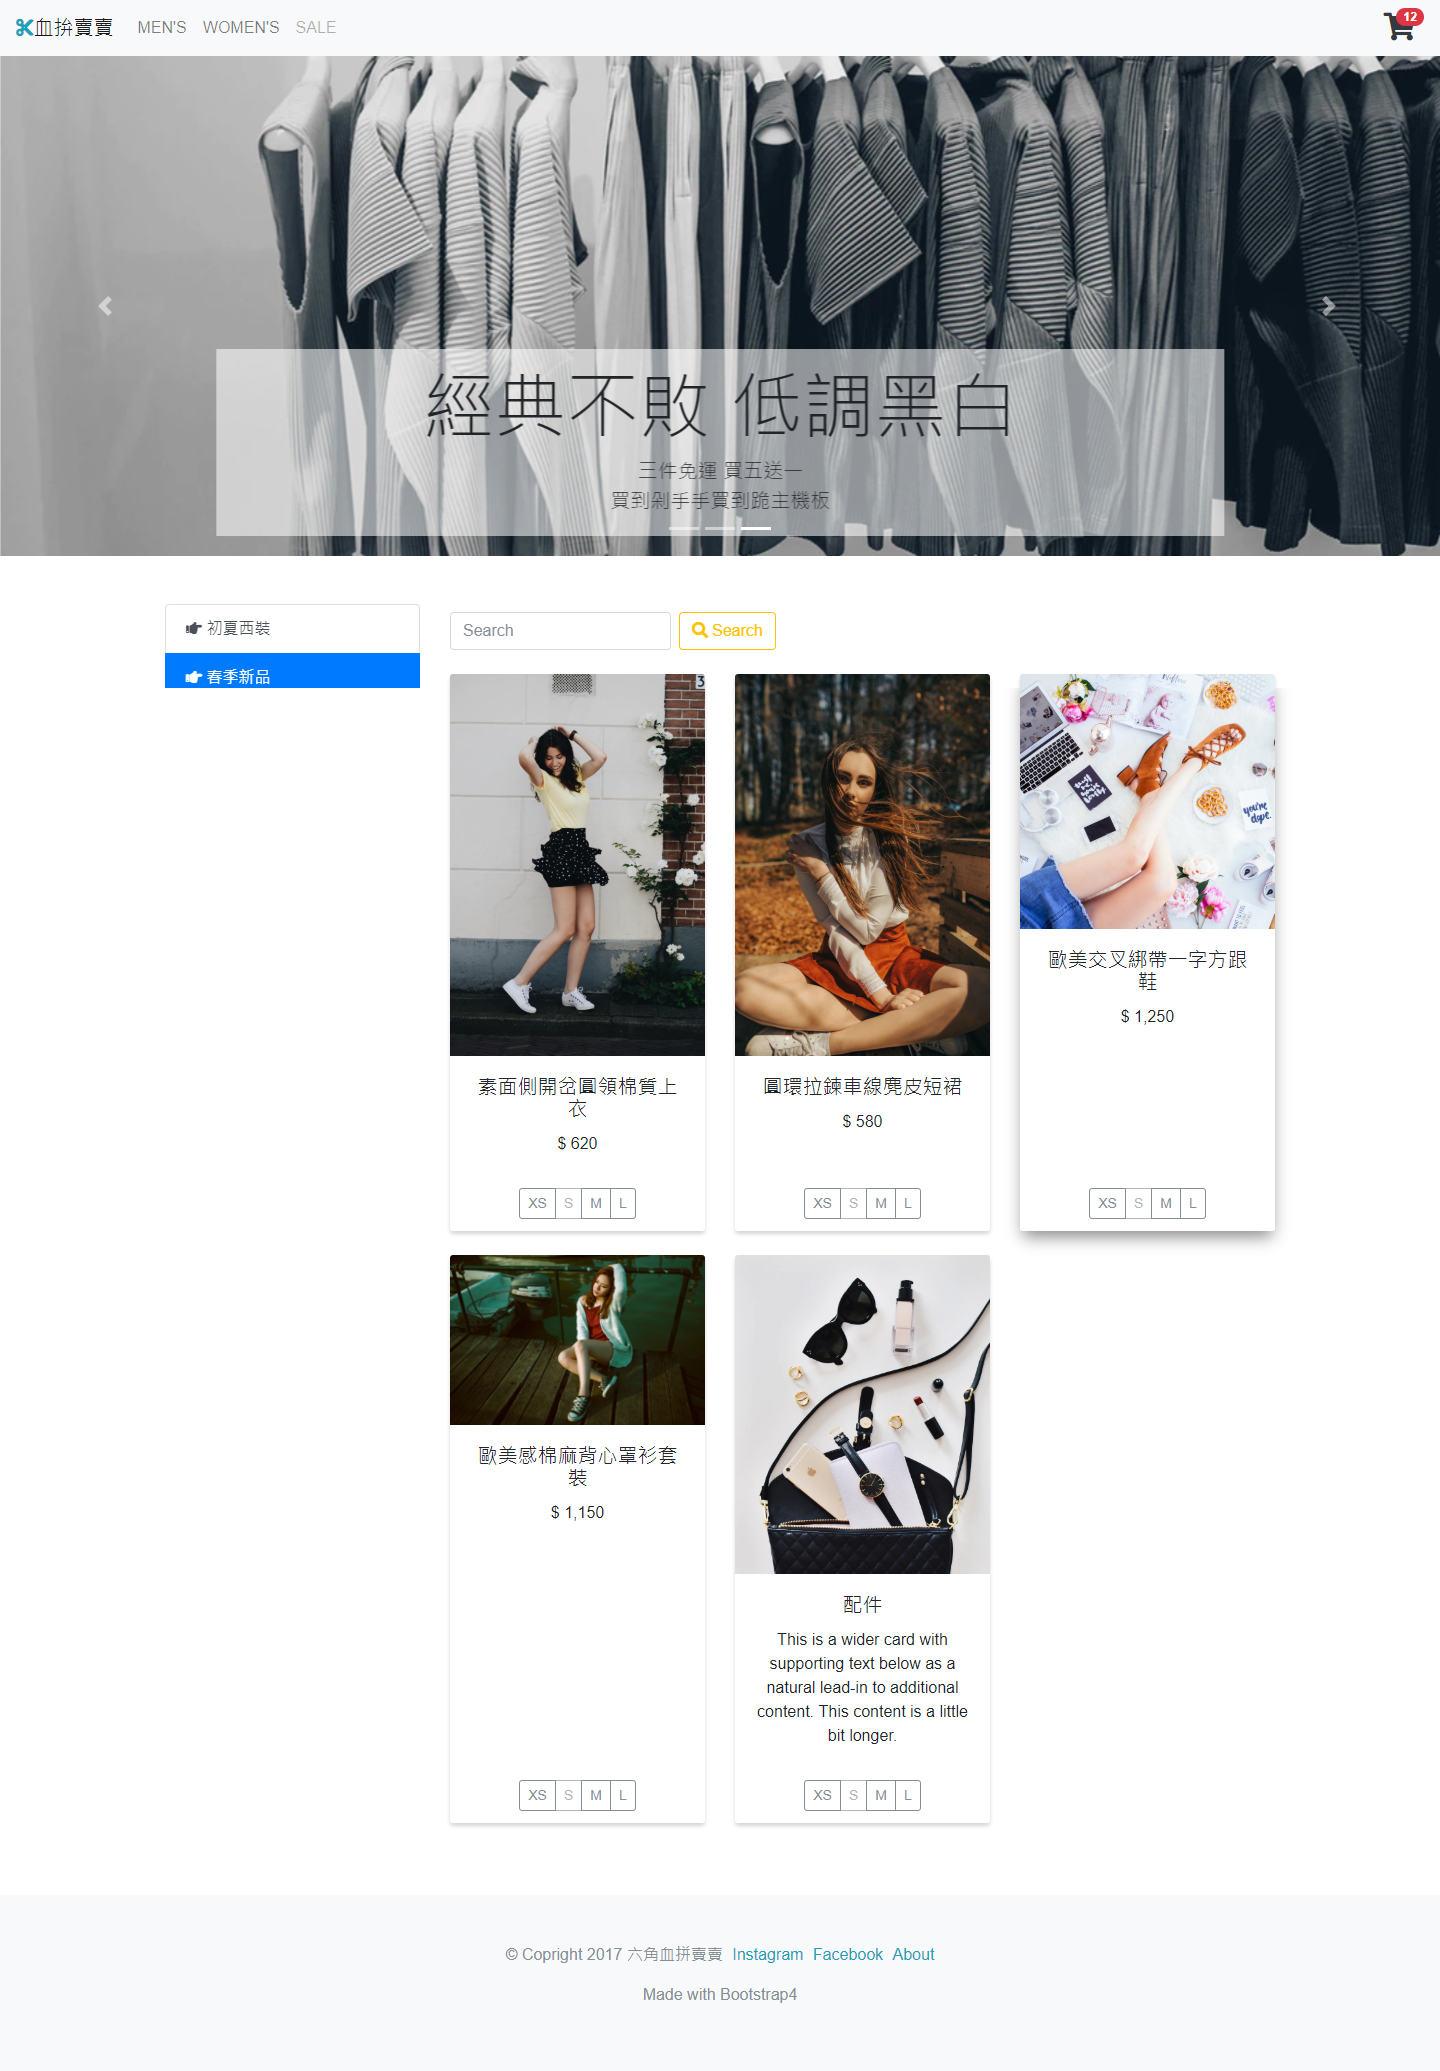 血拚賣賣 MEN'S WOMEN'S SALE 12
經典不敗 低調黑白
三件免運 買五送一
買到剁手手買到跪主機板
初夏西裝
春季新品
Search Search
3
you're
dope.
素面側開岔圓領棉質上
衣
$ 620
XS S M L
圓環拉鍊車線麂皮短裙
$ 580
XS S M L
歐美交叉綁帶一字方跟
鞋
$ 1,250
XS S M L
歐美感棉麻背心罩衫套
裝
$ 1,150
XS S M L
配件
This is a wider card with
supporting text below as a
natural lead-in to additional
content. This content is a little
bit longer.
XS S M L
© Copright 2017 六角血拼賣賣 Instagram Facebook About
Made with Bootstrap4